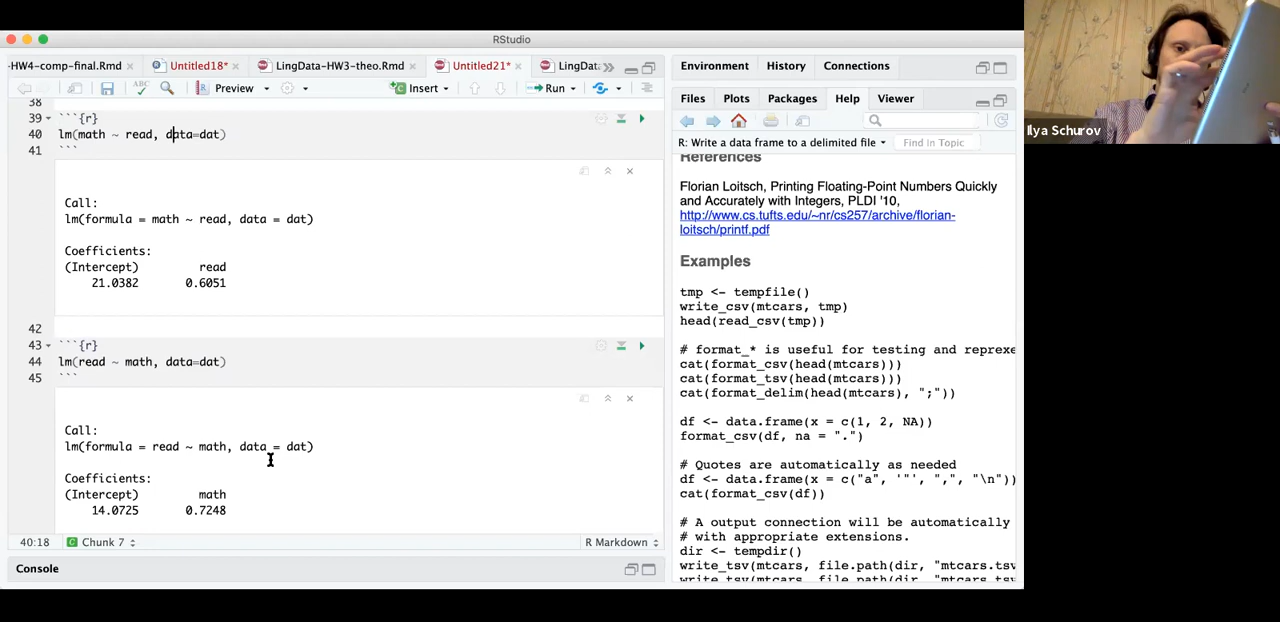 RStudio
-HW4-comp-final.Rmd
Untitled18*
LingData-HW3-theo.Rmd
Untitled21*
LingData
Preview
Insert
Run
38
39 ```{r}
40 lm(math ~ read, data=dat)
41 ```
Call:
lm(formula = math ~ read, data = dat)
Coefficients:
(Intercept) read
21.0382 0.6051
42
43 ```{r}
44 lm(read ~ math, data=dat)
45 ```
Call:
lm(formula = read ~ math, data = dat)
Coefficients:
(Intercept) math
14.0725 0.7248
40:18 Chunk 7 R Markdown
Console
Environment History Connections
Files Plots Packages Help Viewer
R: Write a data frame to a delimited file Find in Topic
References
Florian Loitsch, Printing Floating-Point Numbers Quickly
and Accurately with Integers, PLDI '10,
http://www.cs.tufts.edu/~nr/cs257/archive/florian-
loitsch/printf.pdf
Examples
tmp <- tempfile()
write_csv(mtcars, tmp)
head(read_csv(tmp))
# format_* is useful for testing and reprexe
cat(format_csv(head(mtcars)))
cat(format_tsv(head(mtcars)))
cat(format_delim(head(mtcars), ";"))
df <- data.frame(x = c(1, 2, NA))
format_csv(df, na = ".")
# Quotes are automatically as needed
df <- data.frame(x = c("a", '"', ",", "\n"))
cat(format_csv(df))
# A output connection will be automatically
# with appropriate extensions.
dir <- tempdir()
write_tsv(mtcars, file.path(dir, "mtcars.tsv
write_tsv(mtcars, file.path(dir, "mtcars.tsv
Ilya Schurov